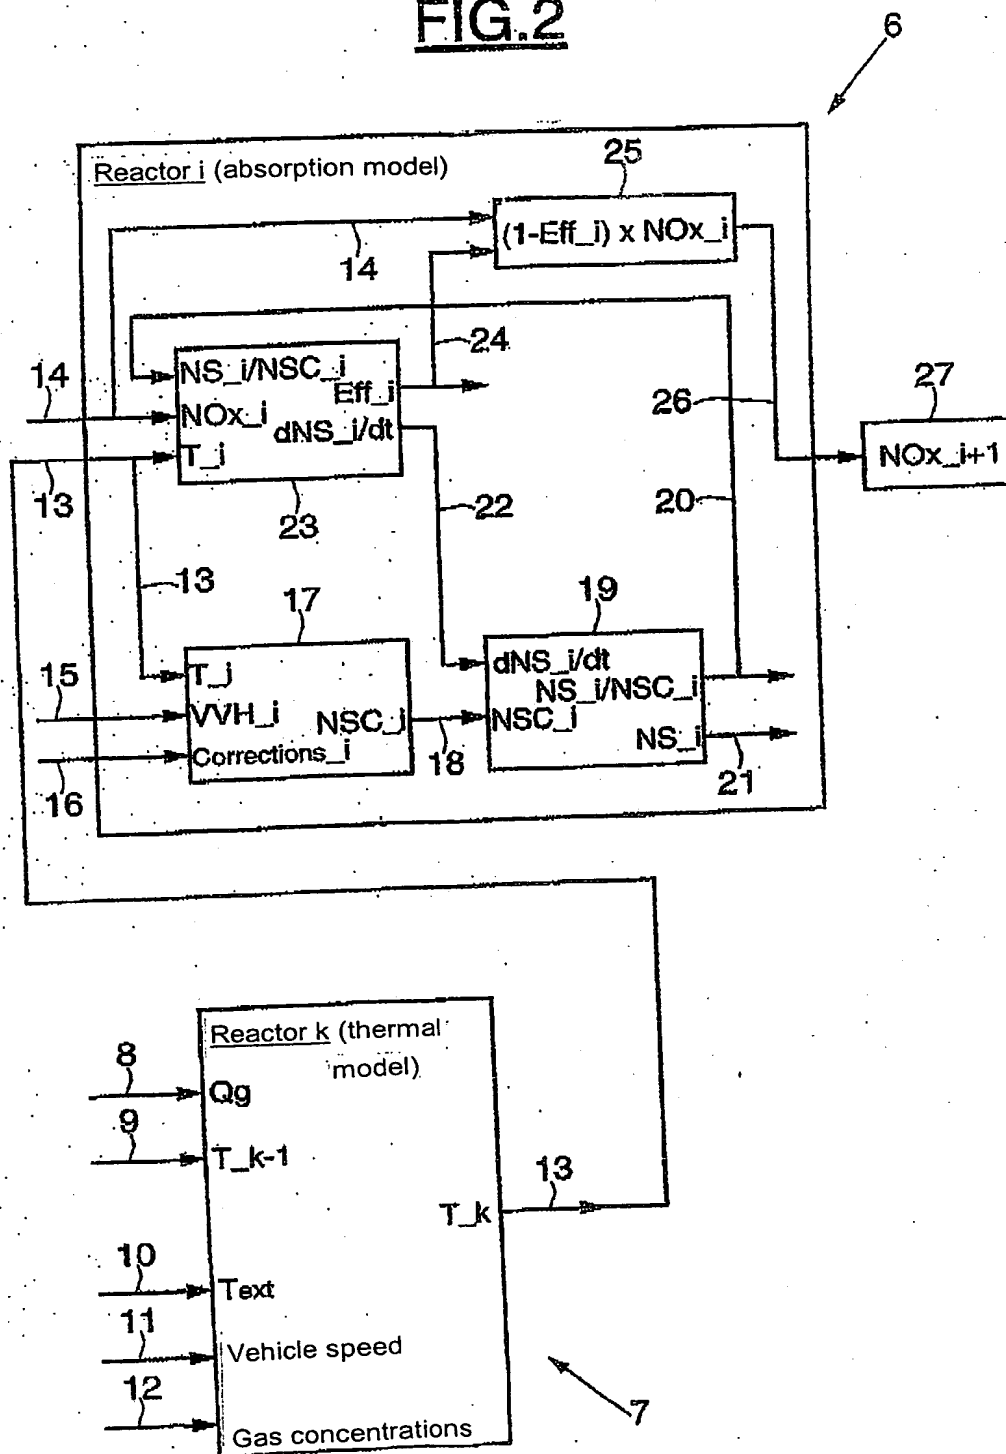 FIG.2
6
Reactor i (absorption model)
25
(1-Eff_i) x NOx_i
14
24
14
NS_i/NSC_i
Eff_i
NOx_i
dNS_i/dt
T_i
13
23
22
26
20
27
NOx_i+1
13
17
19
T_j
15
VVH_i
NSC_j
Corrections_i
16
18
dNS_i/dt
NS_i/NSC_i
NSC_i
NS_i
21
Reactor k (thermal
model)
8
Qg
9
T_k-1
13
T_k
10
Text
11
Vehicle speed
12
Gas concentrations
7